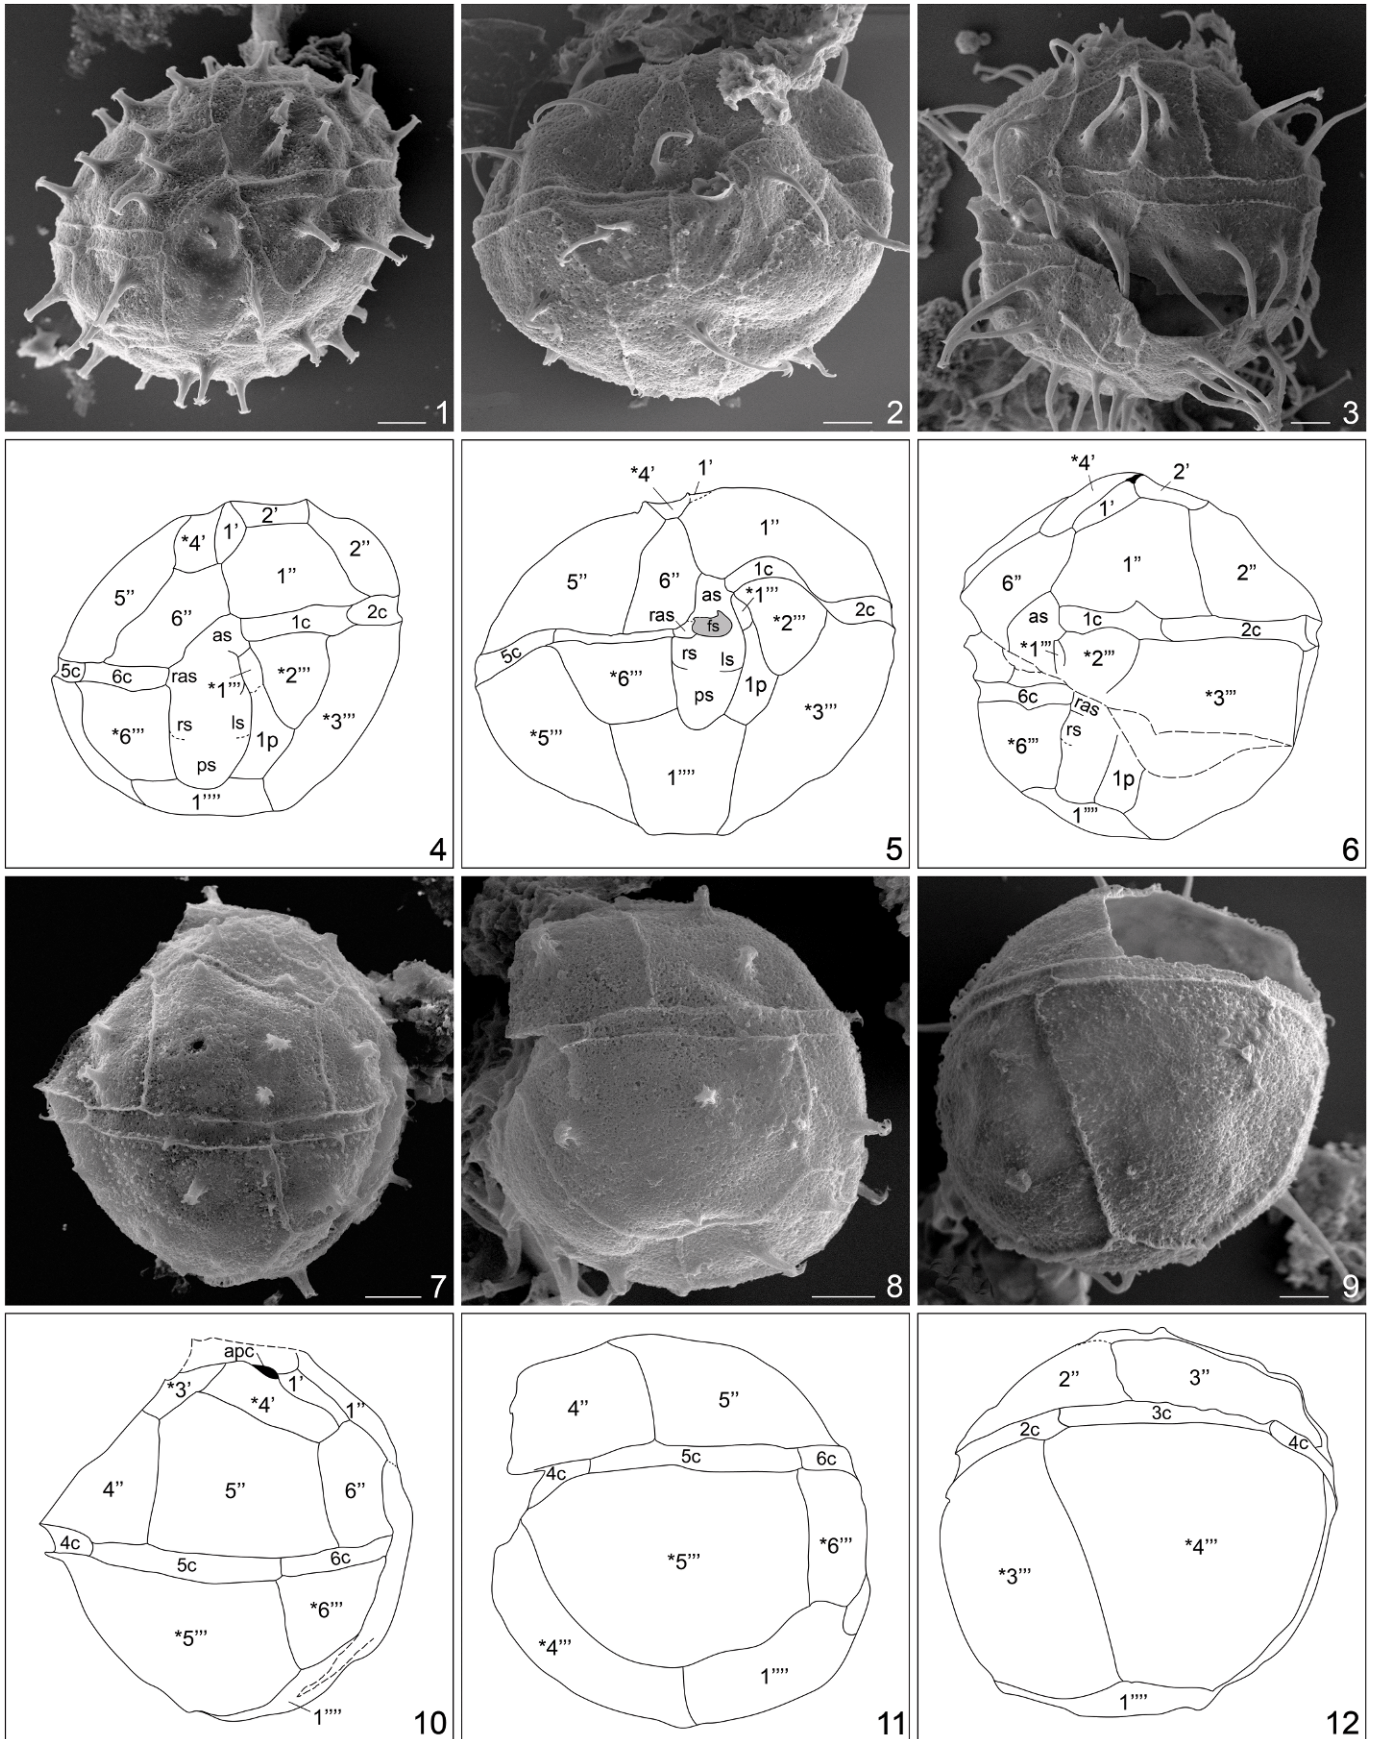 1
2
3
2’
*4’
1’
2’’
1’’
5’’
6’’
2c
1c
as
5c
6c
ras
*1’’’
*2’’’
*3’’’
rs
ls
*6’’’
1p
ps
1’’’’
4
*4’
1’
1’’
5’’
6’’
1c
as
*1’’’
2c
ras
fs
*2’’’
5c
rs
ls
*6’’’
1p
ps
*3’’’
*5’’’
1’’’’
5
*4’
2’
1’
1’’
2’’
6’’
as
1c
2c
*1’’’
*2’’’
6c
ras
*3’’’
rs
*6’’’
1p
1’’’’
6
7
8
9
apc
*3’
1’
*4’
1’’
4’’
5’’
6’’
4c
5c
6c
*6’’’
*5’’’
1’’’’
10
4’’
5’’
5c
6c
4c
*6’’’
*5’’’
*4’’’
1’’’’
11
2’’
3’’
3c
2c
4c
*4’’’
*3’’’
1’’’’
12